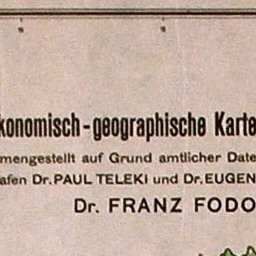 konomisch-geographische Karte
mengestellt auf Grund amtlicher Date
afen Dr. PAUL TELEKI und Dr. EUGEN
Dr. FRANZ FODO